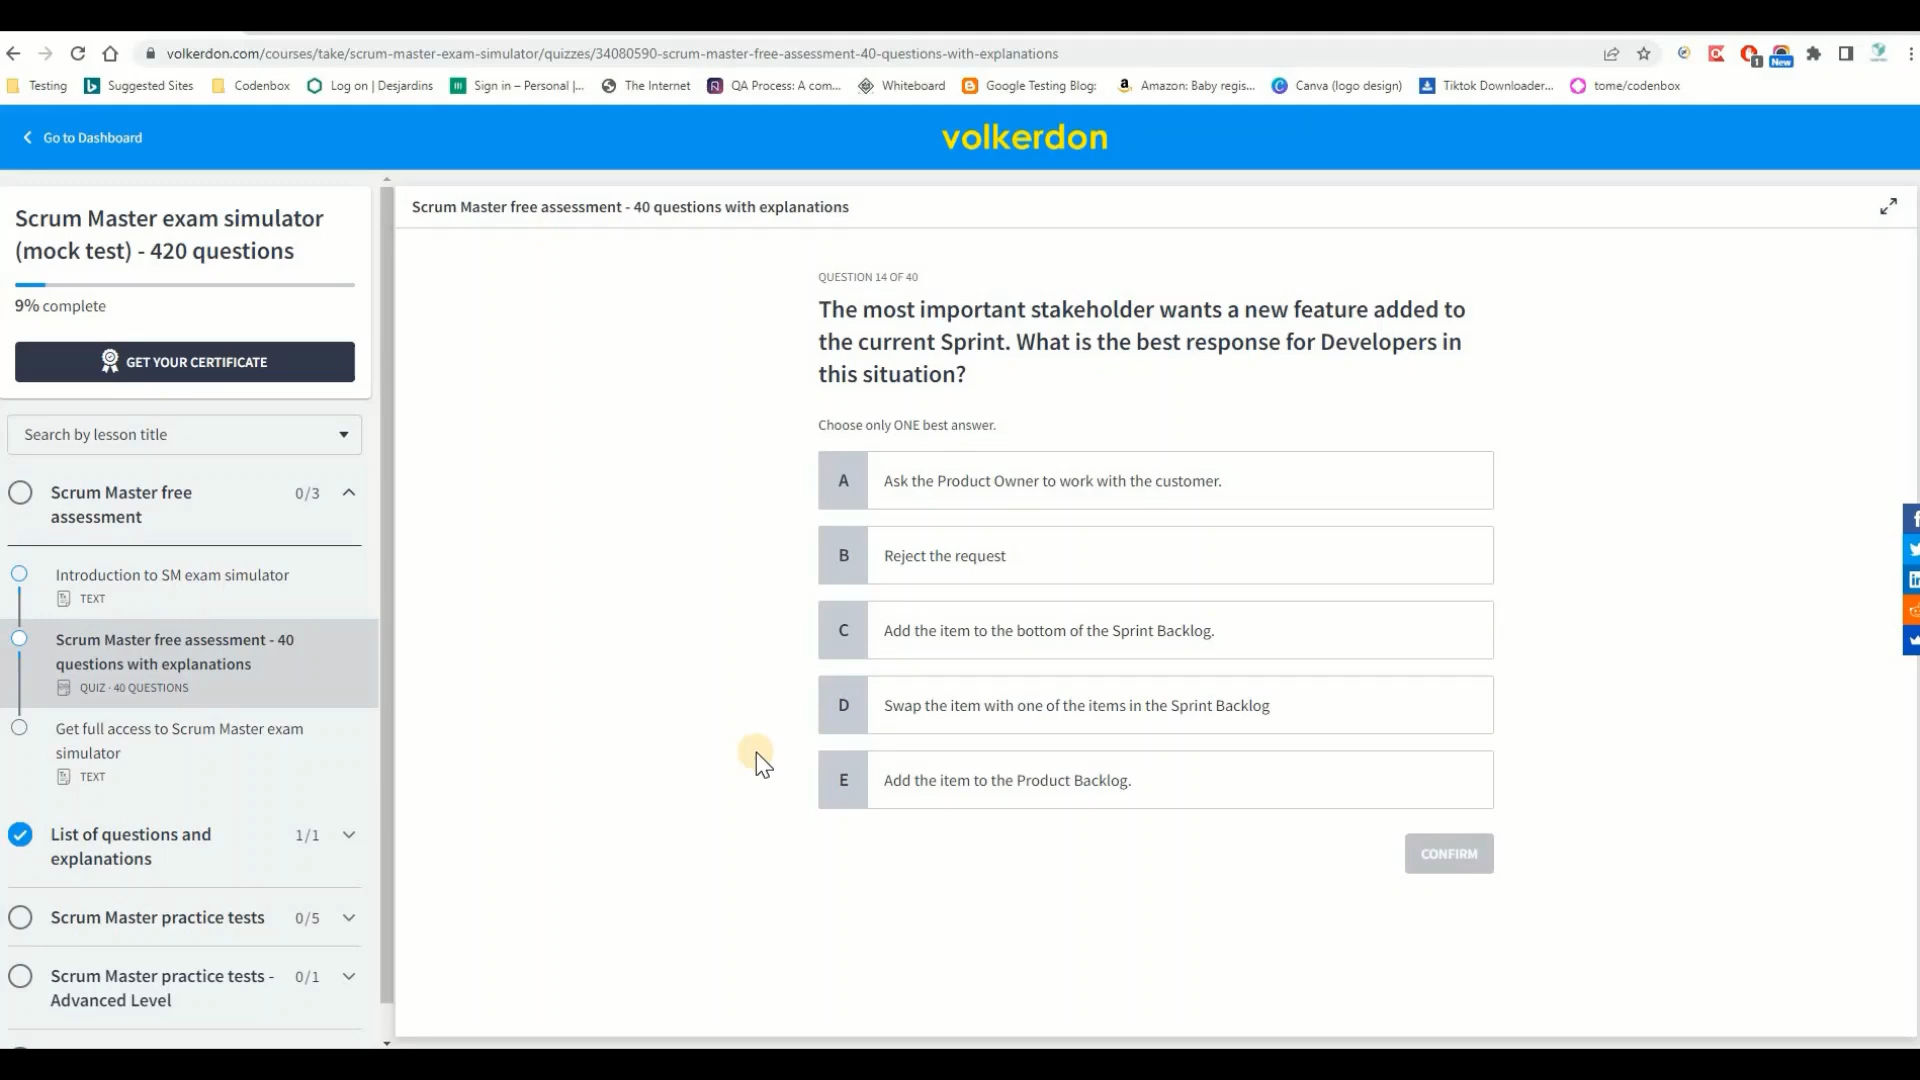 volkerdon.com/courses/take/scrum-master-exam-simulator/quizzes/34080590-scrum-master-free-assessment-40-questions-with-explanations
1
New
Testing
Suggested Sites
Codenbox
Log on | Desjardins
Sign in – Personal |...
The Internet
QA Process: A com...
Whiteboard
Google Testing Blog:
Amazon: Baby regis...
Canva (logo design)
Tiktok Downloader...
tome/codenbox
Go to Dashboard
volkerdon
Scrum Master exam simulator
(mock test) - 420 questions
9% complete
GET YOUR CERTIFICATE
Search by lesson title
Scrum Master free
assessment
0/3
Introduction to SM exam simulator
TEXT
Scrum Master free assessment - 40
questions with explanations
QUIZ · 40 QUESTIONS
Get full access to Scrum Master exam
simulator
TEXT
List of questions and
explanations
1/1
Scrum Master practice tests
0/5
Scrum Master practice tests -
Advanced Level
0/1
Scrum Master free assessment - 40 questions with explanations
QUESTION 14 OF 40
The most important stakeholder wants a new feature added to
the current Sprint. What is the best response for Developers in
this situation?
Choose only ONE best answer.
A Ask the Product Owner to work with the customer.
B Reject the request
C Add the item to the bottom of the Sprint Backlog.
D Swap the item with one of the items in the Sprint Backlog
E Add the item to the Product Backlog.
CONFIRM